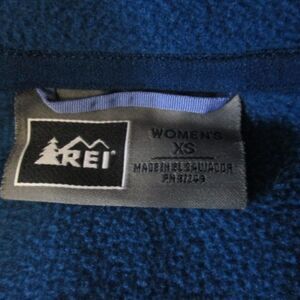 REI
WOMEN'S
XS
MADE IN EL SALVADOR